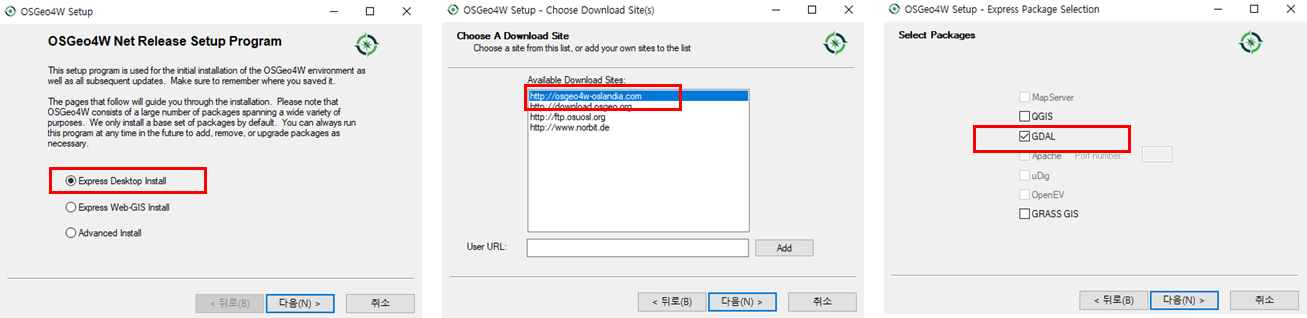 OSGeo4W Setup
OSGeo4W Net Release Setup Program
This setup program is used for the initial installation of the OSGeo4W environment as
well as all subsequent updates. Make sure to remember where you saved it.
The pages that follow will guide you through the installation. Please note that
OSGeo4W consists of a large number of packages spanning a wide variety of
purposes. We only install a base set of packages by default. You can always run
this program at any time in the future to add, remove, or upgrade packages as
necessary.
Express Desktop Install
Express Web-GIS Install
Advanced Install
< 뒤로(B)
다음(N) >
취소
OSGeo4W Setup - Choose Download Site(s)
Choose A Download Site
Choose a site from this list, or add your own sites to the list
Available Download Sites:
http://osgeo4w-oslandia.com
http://download.osgeo.org
http://ftp.osuosl.org
http://www.norbit.de
User URL:
Add
< 뒤로(B)
다음(N) >
취소
OSGeo4W Setup - Express Package Selection
Select Packages
MapServer
QGIS
GDAL
Apache
Port number:
uDig
OpenEV
GRASS GIS
< 뒤로(B)
다음(N) >
취소